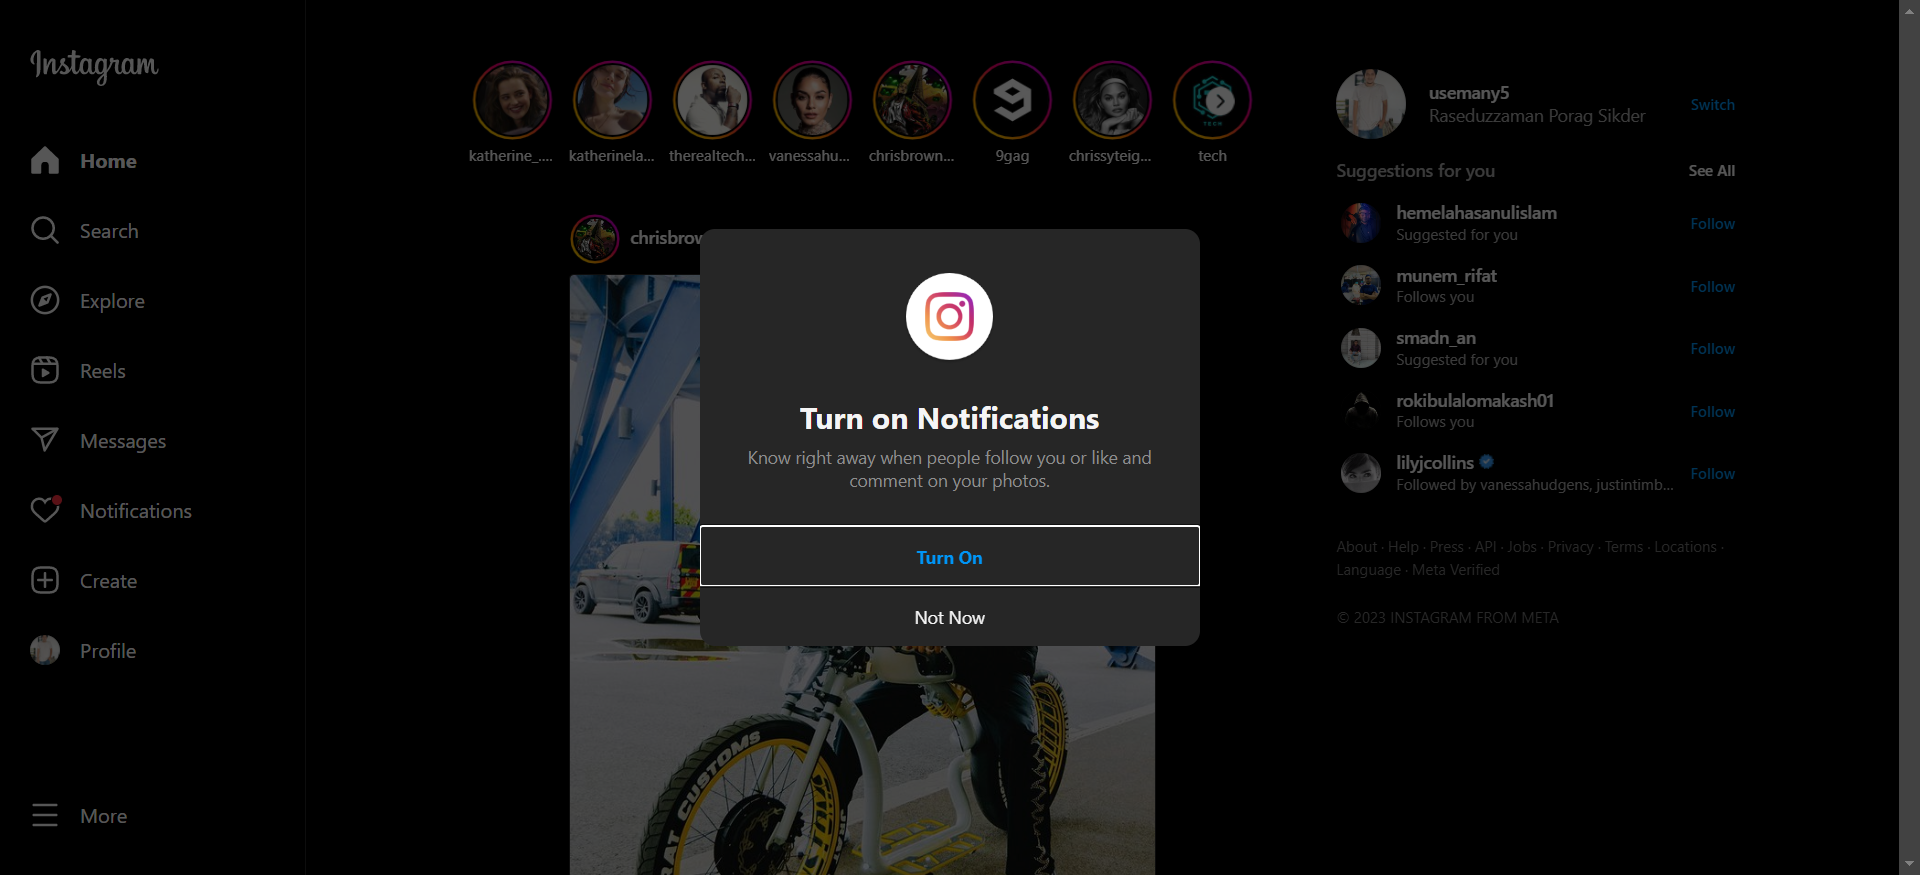 Instagram
Home
Search
Explore
Reels
Messages
Notifications
Create
Profile
More
katherine_....
katherinela...
therealtech...
vanessahu...
chrisbrown...
9gag
chrissyteig...
TECH
tech
chrisbrow
CUSTOMS
Turn on Notifications
Know right away when people follow you or like and
comment on your photos.
Turn On
Not Now
usemany5
Raseduzzaman Porag Sikder
Switch
Suggestions for you
See All
hemelahasanulislam
Suggested for you
Follow
munem_rifat
Follows you
Follow
smadn_an
Suggested for you
Follow
rokibulalomakash01
Follows you
Follow
lilyjcollins
Followed by vanessahudgens, justintimb...
Follow
About · Help · Press · API · Jobs · Privacy · Terms · Locations ·
Language · Meta Verified
© 2023 INSTAGRAM FROM META